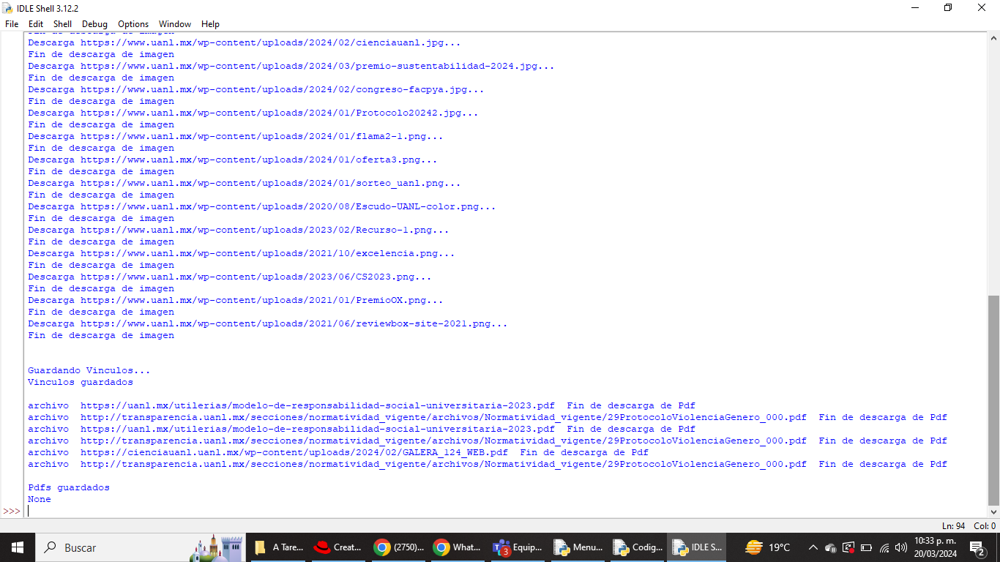 IDLE Shell 3.12.2
File Edit Shell Debug Options Window Help
Fin de descarga de imagen
Descarga https://www.uanl.mx/wp-content/uploads/2024/02/cienciauanl.jpg...
Fin de descarga de imagen
Descarga https://www.uanl.mx/wp-content/uploads/2024/03/premio-sustentabilidad-2024.jpg...
Fin de descarga de imagen
Descarga https://www.uanl.mx/wp-content/uploads/2024/02/congreso-facpya.jpg...
Fin de descarga de imagen
Descarga https://www.uanl.mx/wp-content/uploads/2024/01/Protocolo20242.jpg...
Fin de descarga de imagen
Descarga https://www.uanl.mx/wp-content/uploads/2024/01/flama2-1.png...
Fin de descarga de imagen
Descarga https://www.uanl.mx/wp-content/uploads/2024/01/oferta3.png...
Fin de descarga de imagen
Descarga https://www.uanl.mx/wp-content/uploads/2024/01/sorteo_uanl.png...
Fin de descarga de imagen
Descarga https://www.uanl.mx/wp-content/uploads/2020/08/Escudo-UANL-color.png...
Fin de descarga de imagen
Descarga https://www.uanl.mx/wp-content/uploads/2023/02/Recurso-1.png...
Fin de descarga de imagen
Descarga https://www.uanl.mx/wp-content/uploads/2021/10/excelencia.png...
Fin de descarga de imagen
Descarga https://www.uanl.mx/wp-content/uploads/2023/06/CS2023.png...
Fin de descarga de imagen
Descarga https://www.uanl.mx/wp-content/uploads/2021/01/PremioOX.png...
Fin de descarga de imagen
Descarga https://www.uanl.mx/wp-content/uploads/2021/06/reviewbox-site-2021.png...
Fin de descarga de imagen
Guardando Vinculos...
Vinculos guardados
archivo  https://uanl.mx/utilerias/modelo-de-responsabilidad-social-universitaria-2023.pdf  Fin de descarga de Pdf
archivo  http://transparencia.uanl.mx/secciones/normatividad_vigente/archivos/Normatividad_vigente/29ProtocoloViolenciaGenero_000.pdf  Fin de descarga de Pdf
archivo  https://uanl.mx/utilerias/modelo-de-responsabilidad-social-universitaria-2023.pdf  Fin de descarga de Pdf
archivo  http://transparencia.uanl.mx/secciones/normatividad_vigente/archivos/Normatividad_vigente/29ProtocoloViolenciaGenero_000.pdf  Fin de descarga de Pdf
archivo  https://cienciauanl.uanl.mx/wp-content/uploads/2024/02/GALERA_124_WEB.pdf  Fin de descarga de Pdf
archivo  http://transparencia.uanl.mx/secciones/normatividad_vigente/archivos/Normatividad_vigente/29ProtocoloViolenciaGenero_000.pdf  Fin de descarga de Pdf
Pdfs guardados
None
>>>
Ln: 94 Col: 0
Buscar A Tare... Creat... (2750)... What... Equip... 3 Menu... Codig... IDLE S... 19°C 10:33 p. m. 2
20/03/2024